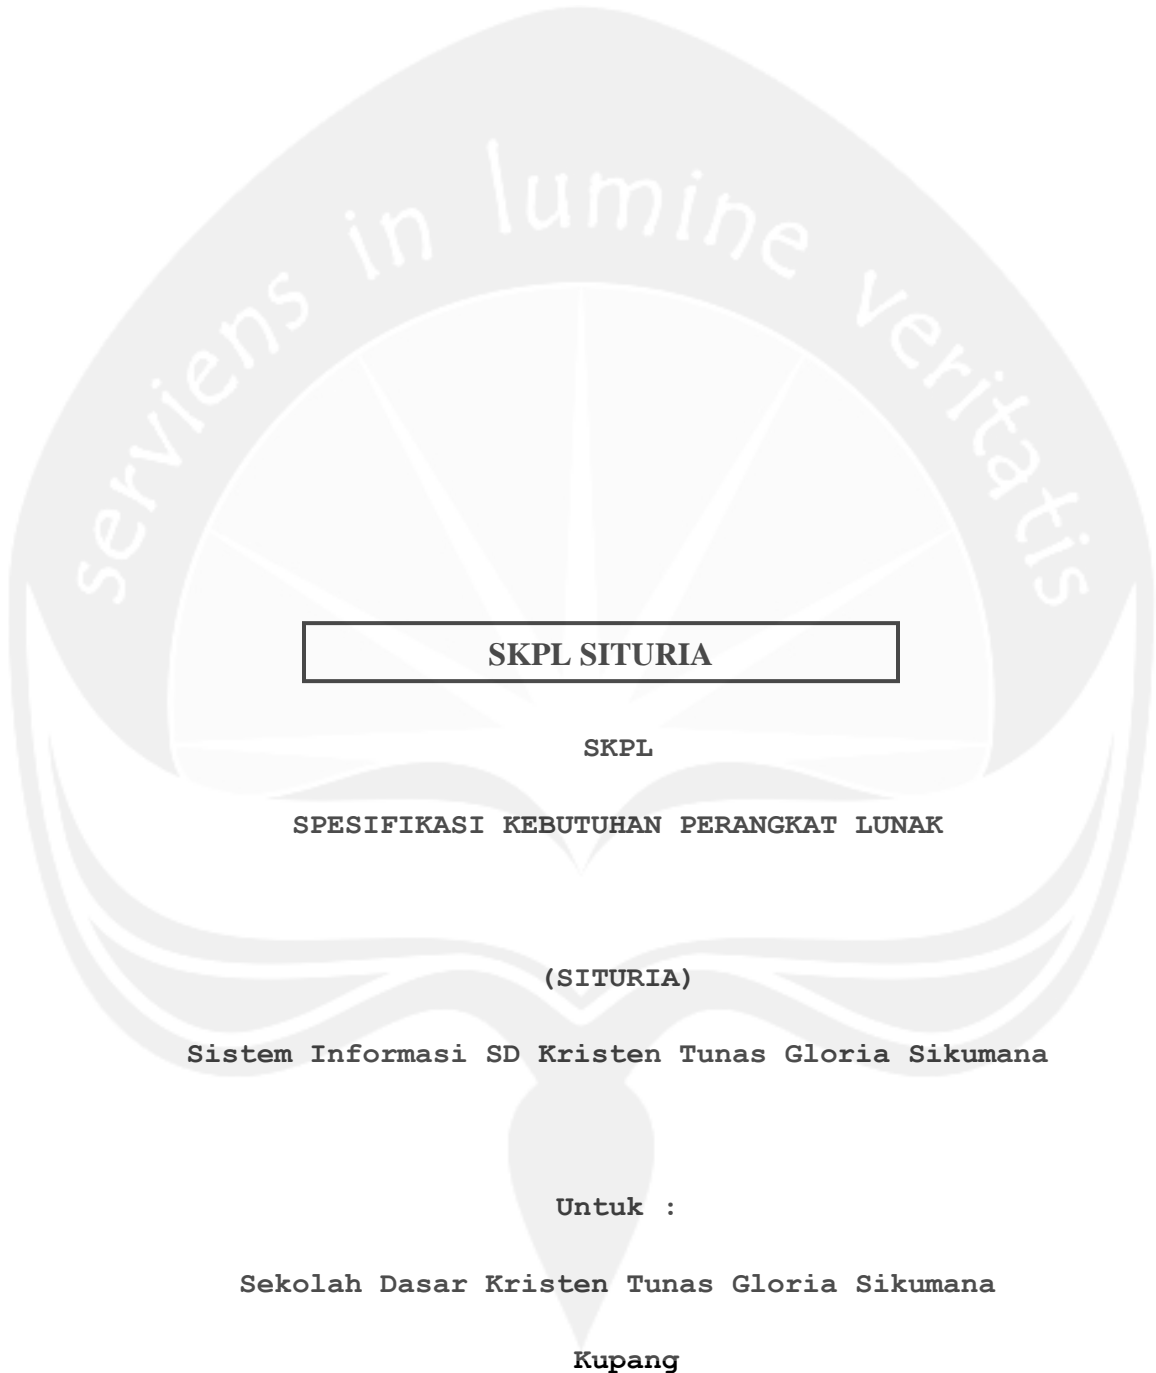 serviens in lumine veritatis
SKPL SITURIA
SKPL
SPESIFIKASI KEBUTUHAN PERANGKAT LUNAK
(SITURIA)
Sistem Informasi SD Kristen Tunas Gloria Sikumana
Untuk :
Sekolah Dasar Kristen Tunas Gloria Sikumana
Kupang